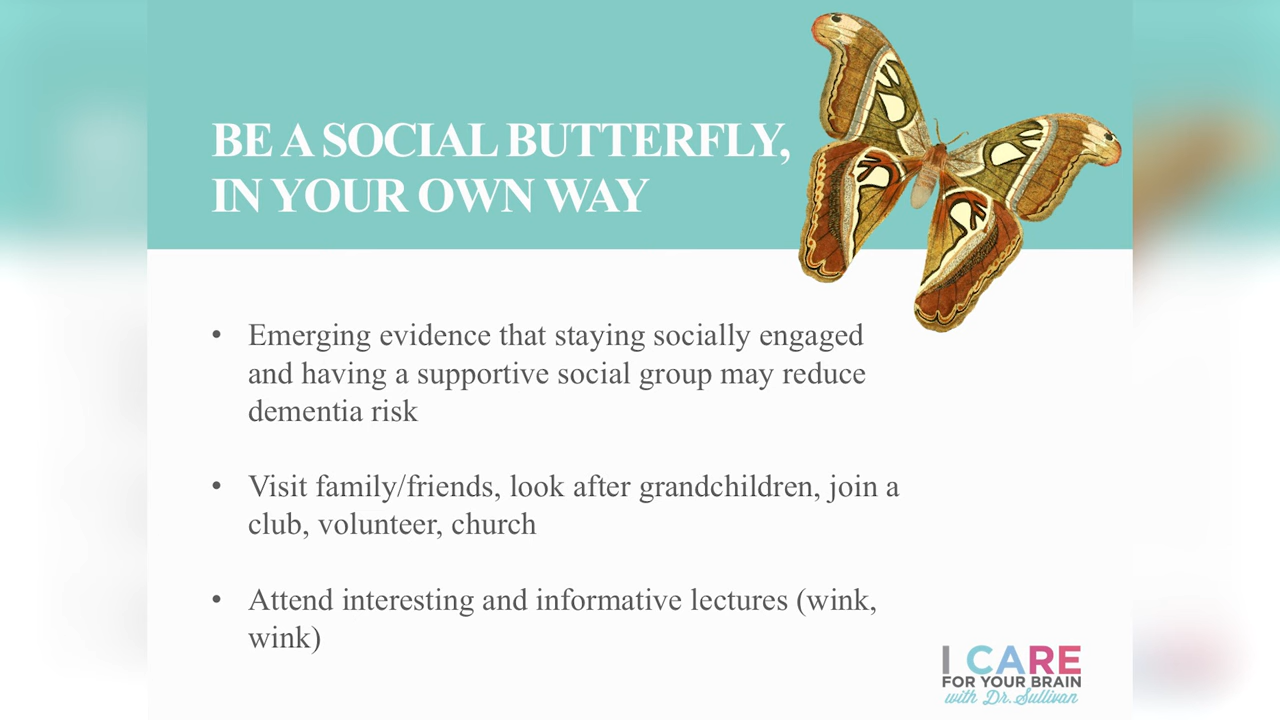 BE A SOCIAL BUTTERFLY,
IN YOUR OWN WAY
• Emerging evidence that staying socially engaged
and having a supportive social group may reduce
dementia risk
• Visit family/friends, look after grandchildren, join a
club, volunteer, church
• Attend interesting and informative lectures (wink,
wink)
I CARE
FOR YOUR BRAIN
with Dr. Sullivan